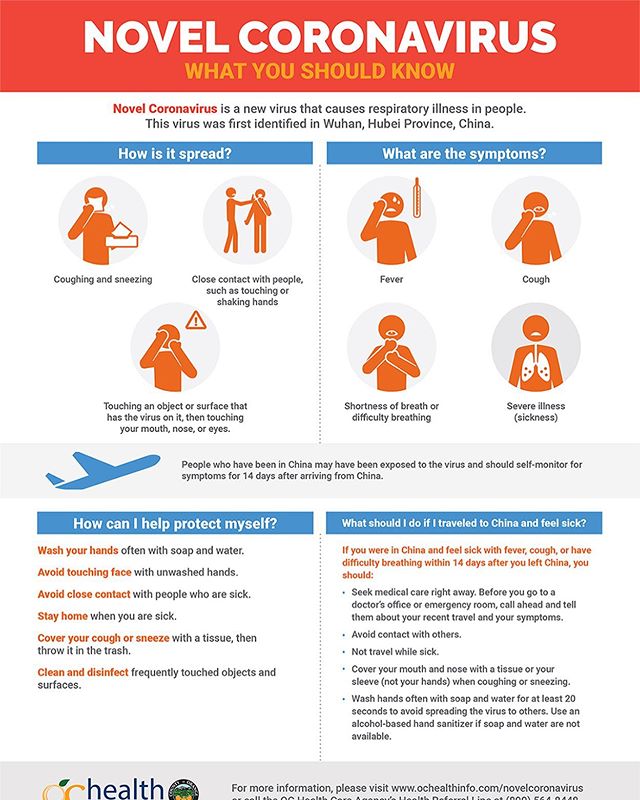 NOVEL CORONAVIRUS
WHAT YOU SHOULD KNOW
Novel Coronavirus is a new virus that causes respiratory illness in people.
This virus was first identified in Wuhan, Hubei Province, China.
How is it spread?
Coughing and sneezing
Close contact with people,
such as touching or
shaking hands
Touching an object or surface that
has the virus on it, then touching
your mouth, nose, or eyes.
What are the symptoms?
Fever
Cough
Shortness of breath or
difficulty breathing
Severe illness
(sickness)
People who have been in China may have been exposed to the virus and should self-monitor for
symptoms for 14 days after arriving from China.
How can I help protect myself?
Wash your hands often with soap and water.
Avoid touching face with unwashed hands.
Avoid close contact with people who are sick.
Stay home when you are sick.
Cover your cough or sneeze with a tissue, then
throw it in the trash.
Clean and disinfect frequently touched objects and
surfaces.
What should I do if I traveled to China and feel sick?
If you were in China and feel sick with fever, cough, or have
difficulty breathing within 14 days after you left China, you
should:
• Seek medical care right away. Before you go to a
doctor's office or emergency room, call ahead and tell
them about your recent travel and your symptoms.
• Avoid contact with others.
• Not travel while sick.
• Cover your mouth and nose with a tissue or your
sleeve (not your hands) when coughing or sneezing.
• Wash hands often with soap and water for at least 20
seconds to avoid spreading the virus to others. Use an
alcohol-based hand sanitizer if soap and water are not
available.
oc health
For more information, please visit www.ochealthinfo.com/novelcoronavirus
or call the OC Health Care Agency's Health Referral Line at